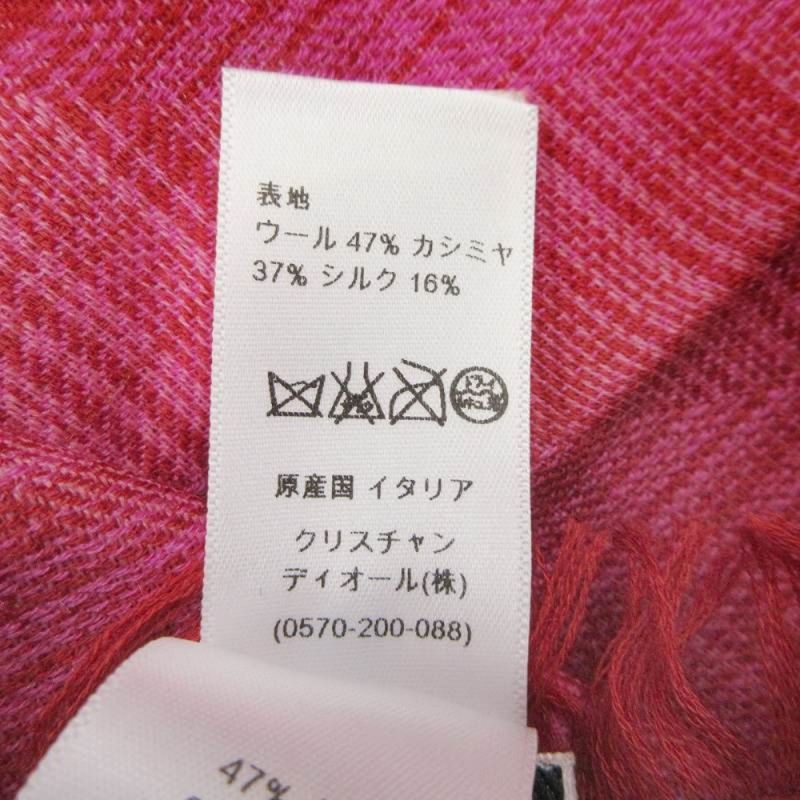 表地
ウール 47% カシミヤ
37% シルク 16%
原産国 イタリア
クリスチャン
ディオール(株)
(0570-200-088)
47%